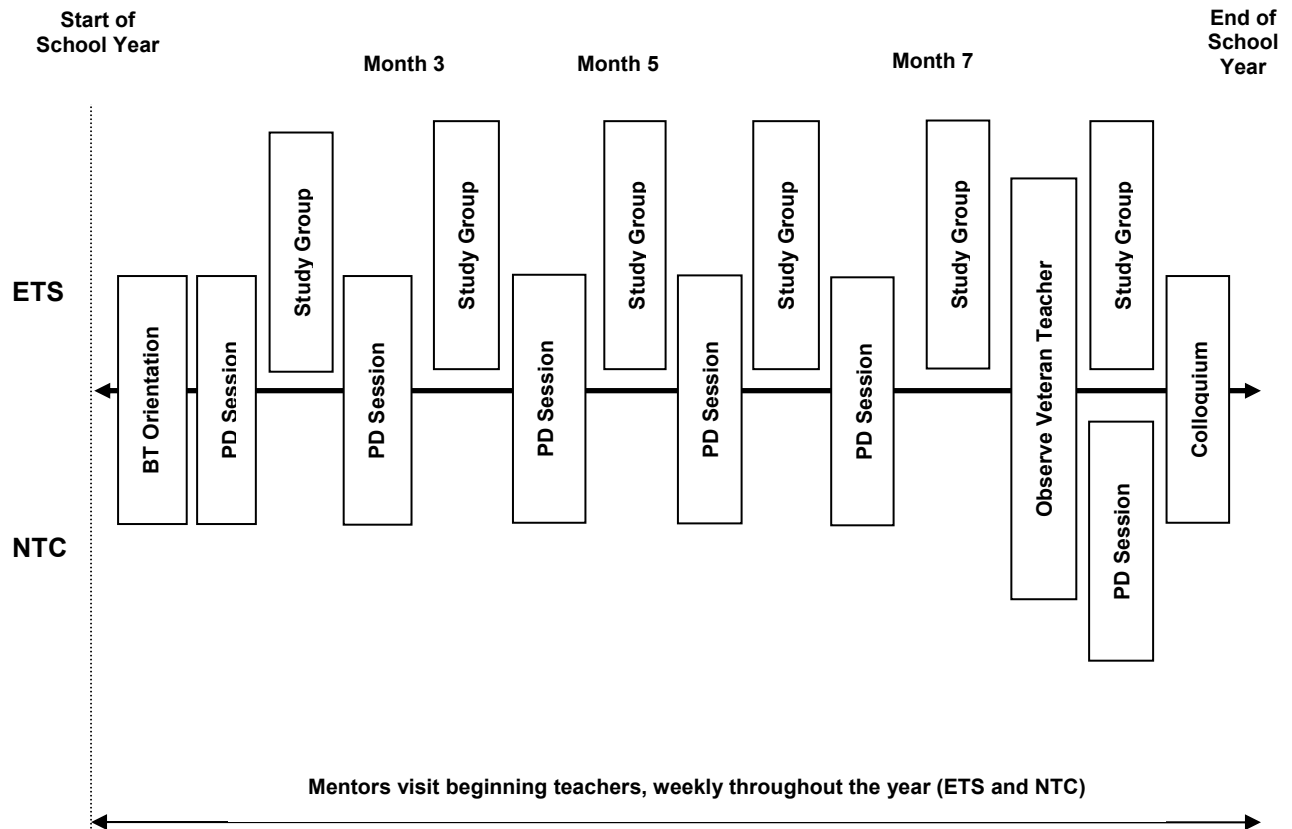 Start of
School Year
End of
School
Year
Month 3
Month 5
Month 7
ETS
NTC
BT Orientation
PD Session
Study Group
PD Session
Study Group
PD Session
Study Group
PD Session
Study Group
PD Session
Study Group
Observe Veteran Teacher
Study Group
PD Session
Colloquium
Mentors visit beginning teachers, weekly throughout the year (ETS and NTC)